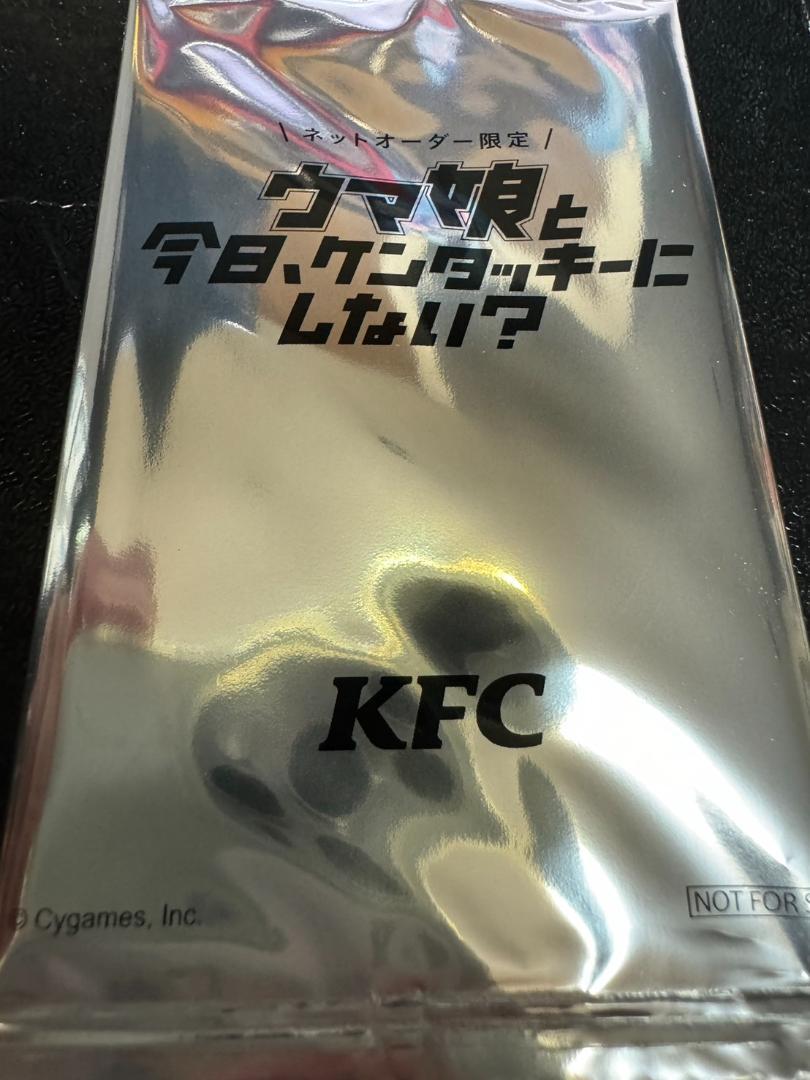 \ ネットオーダー限定 /
ウマ娘と
今日、ケンタッキーに
しない?
KFC
© Cygames, Inc.
NOT FOR S